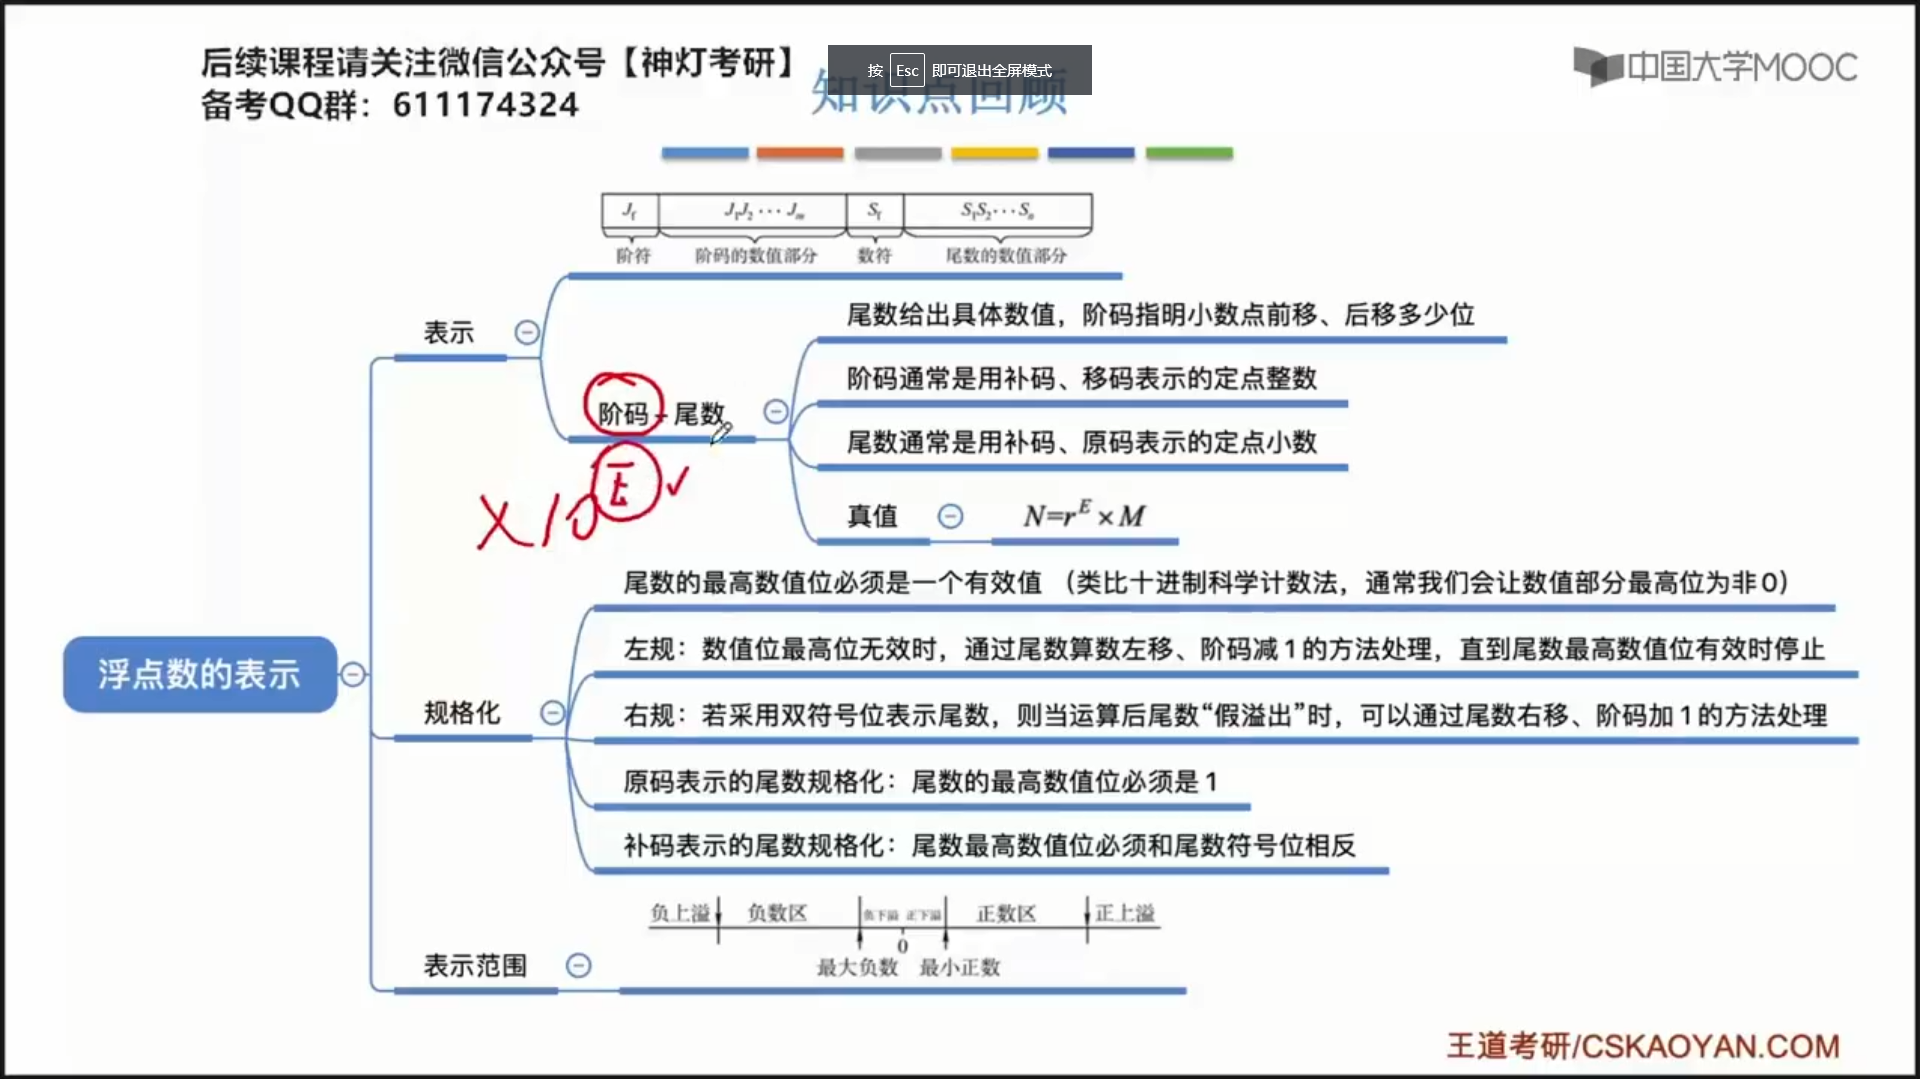 后续课程请关注微信公众号【神灯考研】
备考QQ群：611174324
按 Esc 即可退出全屏模式
知识点回顾
中国大学MOOC
Jf J1J2···Jm Sf S1S2···Sn
阶符 阶码的数值部分 数符 尾数的数值部分
表示
尾数给出具体数值，阶码指明小数点前移、后移多少位
阶码通常是用补码、移码表示的定点整数
阶码-尾数
尾数通常是用补码、原码表示的定点小数
×10^E ✓
真值 N=r^E×M
浮点数的表示
规格化
尾数的最高数值位必须是一个有效值 （类比十进制科学计数法，通常我们会让数值部分最高位为非0）
左规：数值位最高位无效时，通过尾数算数左移、阶码减1的方法处理，直到尾数最高数值位有效时停止
右规：若采用双符号位表示尾数，则当运算后尾数“假溢出”时，可以通过尾数右移、阶码加1的方法处理
原码表示的尾数规格化：尾数的最高数值位必须是1
补码表示的尾数规格化：尾数最高数值位必须和尾数符号位相反
负上溢 负数区 负下溢 正下溢 正数区 正上溢
0
表示范围
最大负数 最小正数
王道考研/CSKAOYAN.COM